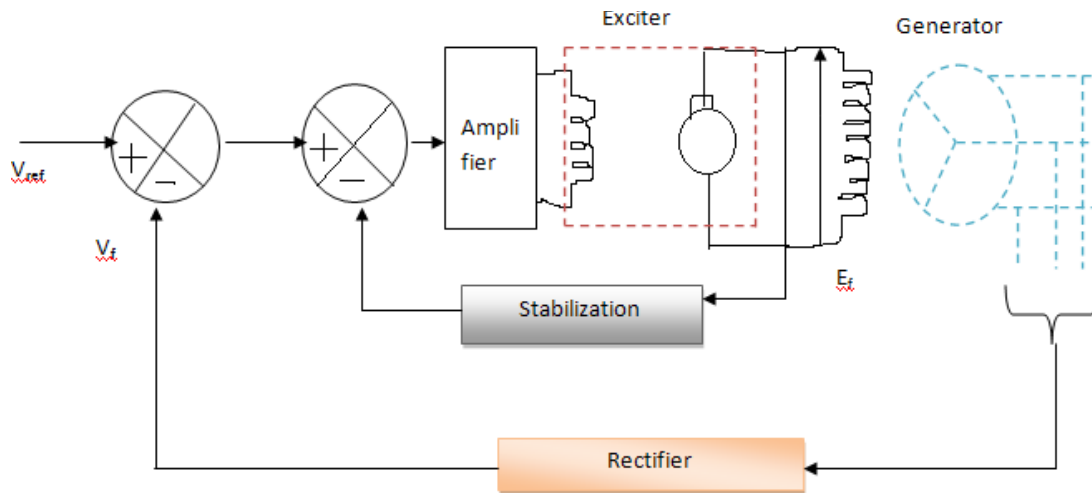 Exciter
Generator
Ampli
fier
+
-
+
-
Vref
Vf
Ef
Stabilization
Rectifier